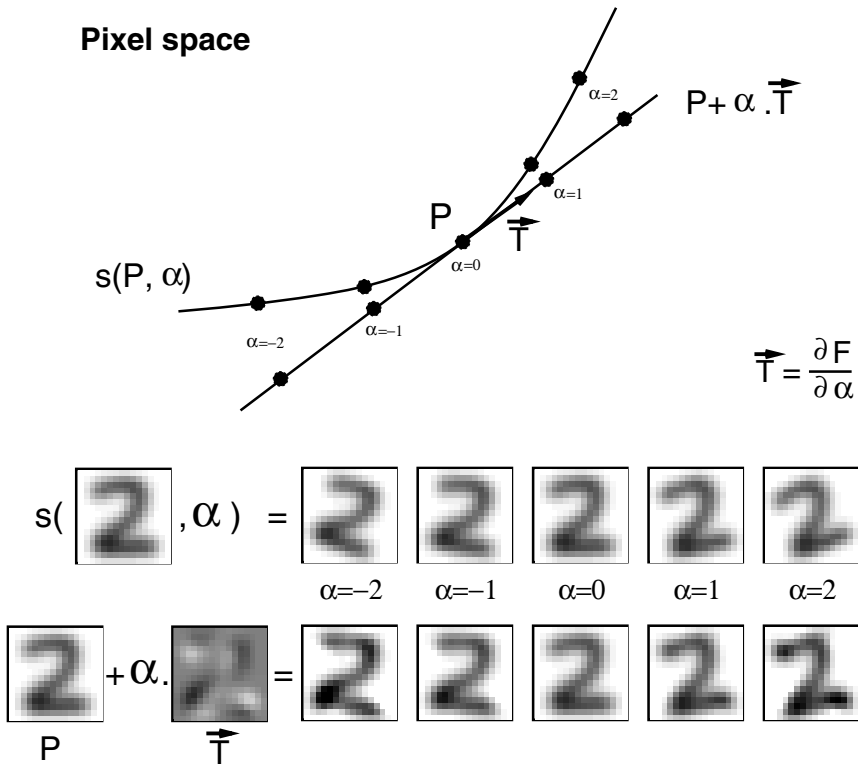 Pixel space
α=2
P+ α .T
α=1
P
T
α=0
s(P, α)
α=−1
α=−2
T = ∂ F / ∂ α
s( , α ) =
α=−2 α=−1 α=0 α=1 α=2
+ α. =
P
T